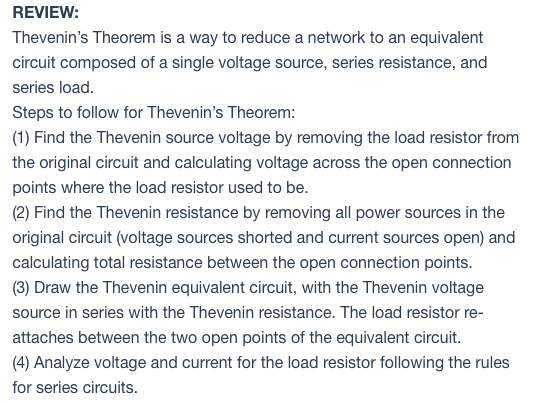 REVIEW:
Thevenin’s Theorem is a way to reduce a network to an equivalent
circuit composed of a single voltage source, series resistance, and
series load.
Steps to follow for Thevenin’s Theorem:
(1) Find the Thevenin source voltage by removing the load resistor from
the original circuit and calculating voltage across the open connection
points where the load resistor used to be.
(2) Find the Thevenin resistance by removing all power sources in the
original circuit (voltage sources shorted and current sources open) and
calculating total resistance between the open connection points.
(3) Draw the Thevenin equivalent circuit, with the Thevenin voltage
source in series with the Thevenin resistance. The load resistor re-
attaches between the two open points of the equivalent circuit.
(4) Analyze voltage and current for the load resistor following the rules
for series circuits.